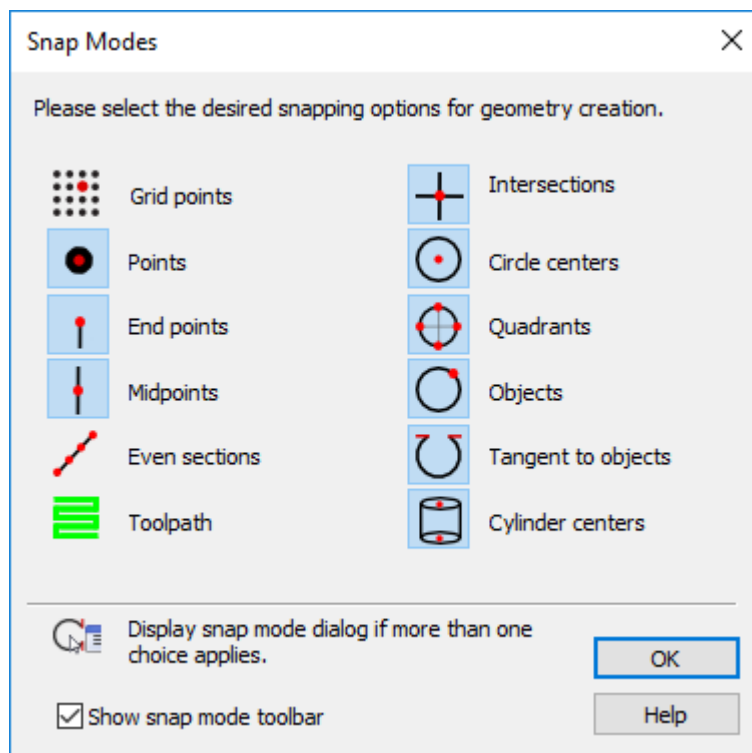 Snap Modes
Please select the desired snapping options for geometry creation.
Grid points
Intersections
Points
Circle centers
End points
Quadrants
Midpoints
Objects
Even sections
Tangent to objects
Toolpath
Cylinder centers
Display snap mode dialog if more than one
choice applies.
OK
Show snap mode toolbar
Help